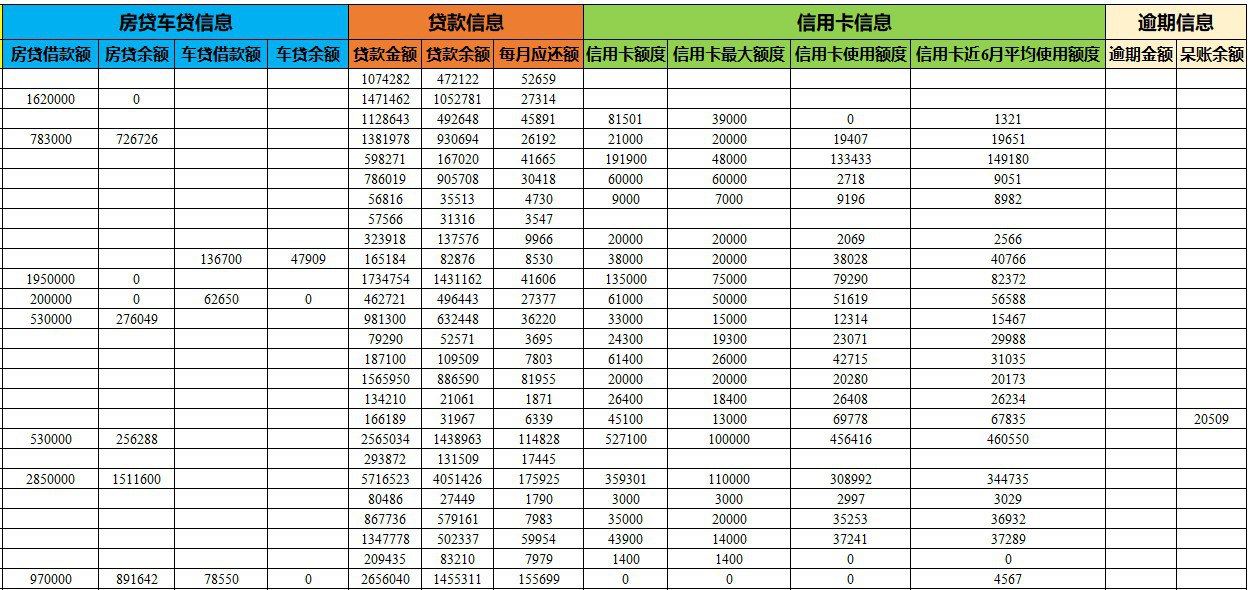 房贷车贷信息 贷款信息 信用卡信息 逾期信息
房贷借款额 房贷余额 车贷借款额 车贷余额 贷款金额 贷款余额 每月应还额 信用卡额度 信用卡最大额度 信用卡使用额度 信用卡近6月平均使用额度 逾期金额 呆账余额
1074282 472122 52659
1620000 0 1471462 1052781 27314
1128643 492648 45891 81501 39000 0 1321
783000 726726 1381978 930694 26192 21000 20000 19407 19651
598271 167020 41665 191900 48000 133433 149180
786019 905708 30418 60000 60000 2718 9051
56816 35513 4730 9000 7000 9196 8982
57566 31316 3547
323918 137576 9966 20000 20000 2069 2566
136700 47909 165184 82876 8530 38000 20000 38028 40766
1950000 0 1734754 1431162 41606 135000 75000 79290 82372
200000 0 62650 0 462721 496443 27377 61000 50000 51619 56588
530000 276049 981300 632448 36220 33000 15000 12314 15467
79290 52571 3695 24300 19300 23071 29988
187100 109509 7803 61400 26000 42715 31035
1565950 886590 81955 20000 20000 20280 20173
134210 21061 1871 26400 18400 26408 26234
166189 31967 6339 45100 13000 69778 67835 20509
530000 256288 2565034 1438963 114828 527100 100000 456416 460550
293872 131509 17445
2850000 1511600 5716523 4051426 175925 359301 110000 308992 344735
80486 27449 1790 3000 3000 2997 3029
867736 579161 7983 35000 20000 35253 36932
1347778 502337 59954 43900 14000 37241 37289
209435 83210 7979 1400 1400 0 0
970000 891642 78550 0 2656040 1455311 155699 0 0 0 4567